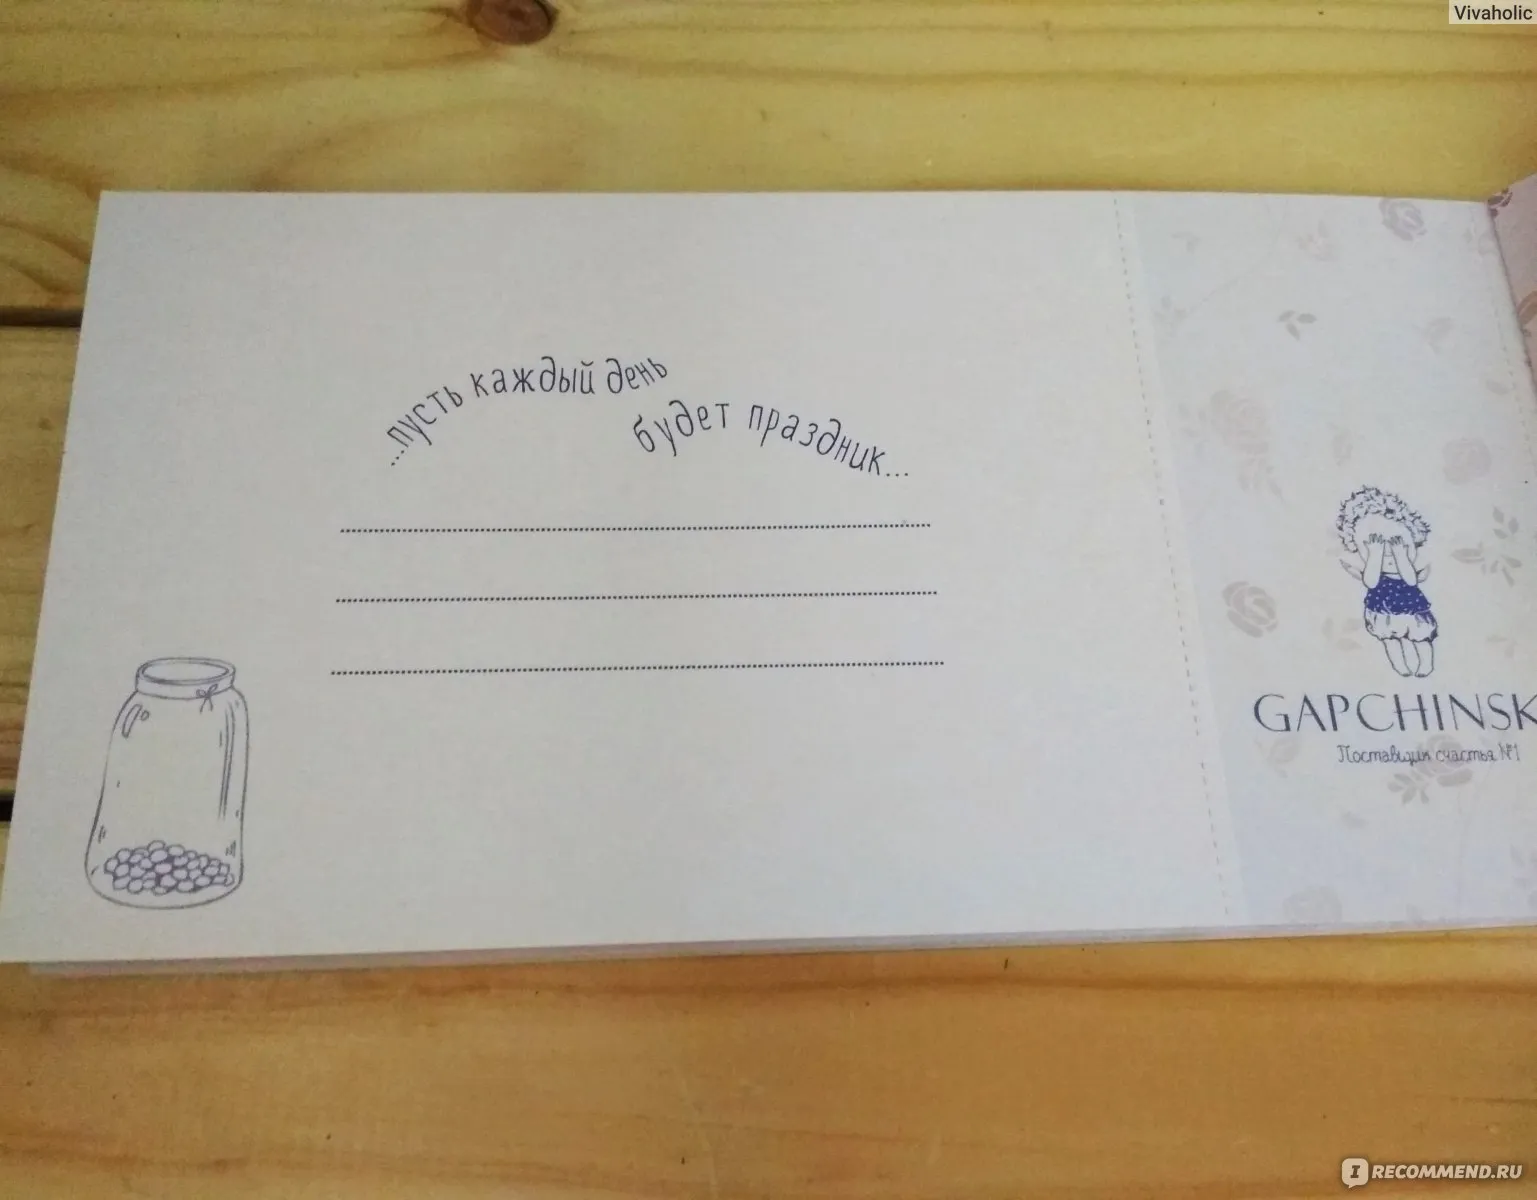 Vivaholic
...пусть каждый день
будет праздник...
GAPCHINSK
Поставщик счастья №1
I RECOMMEND.RU